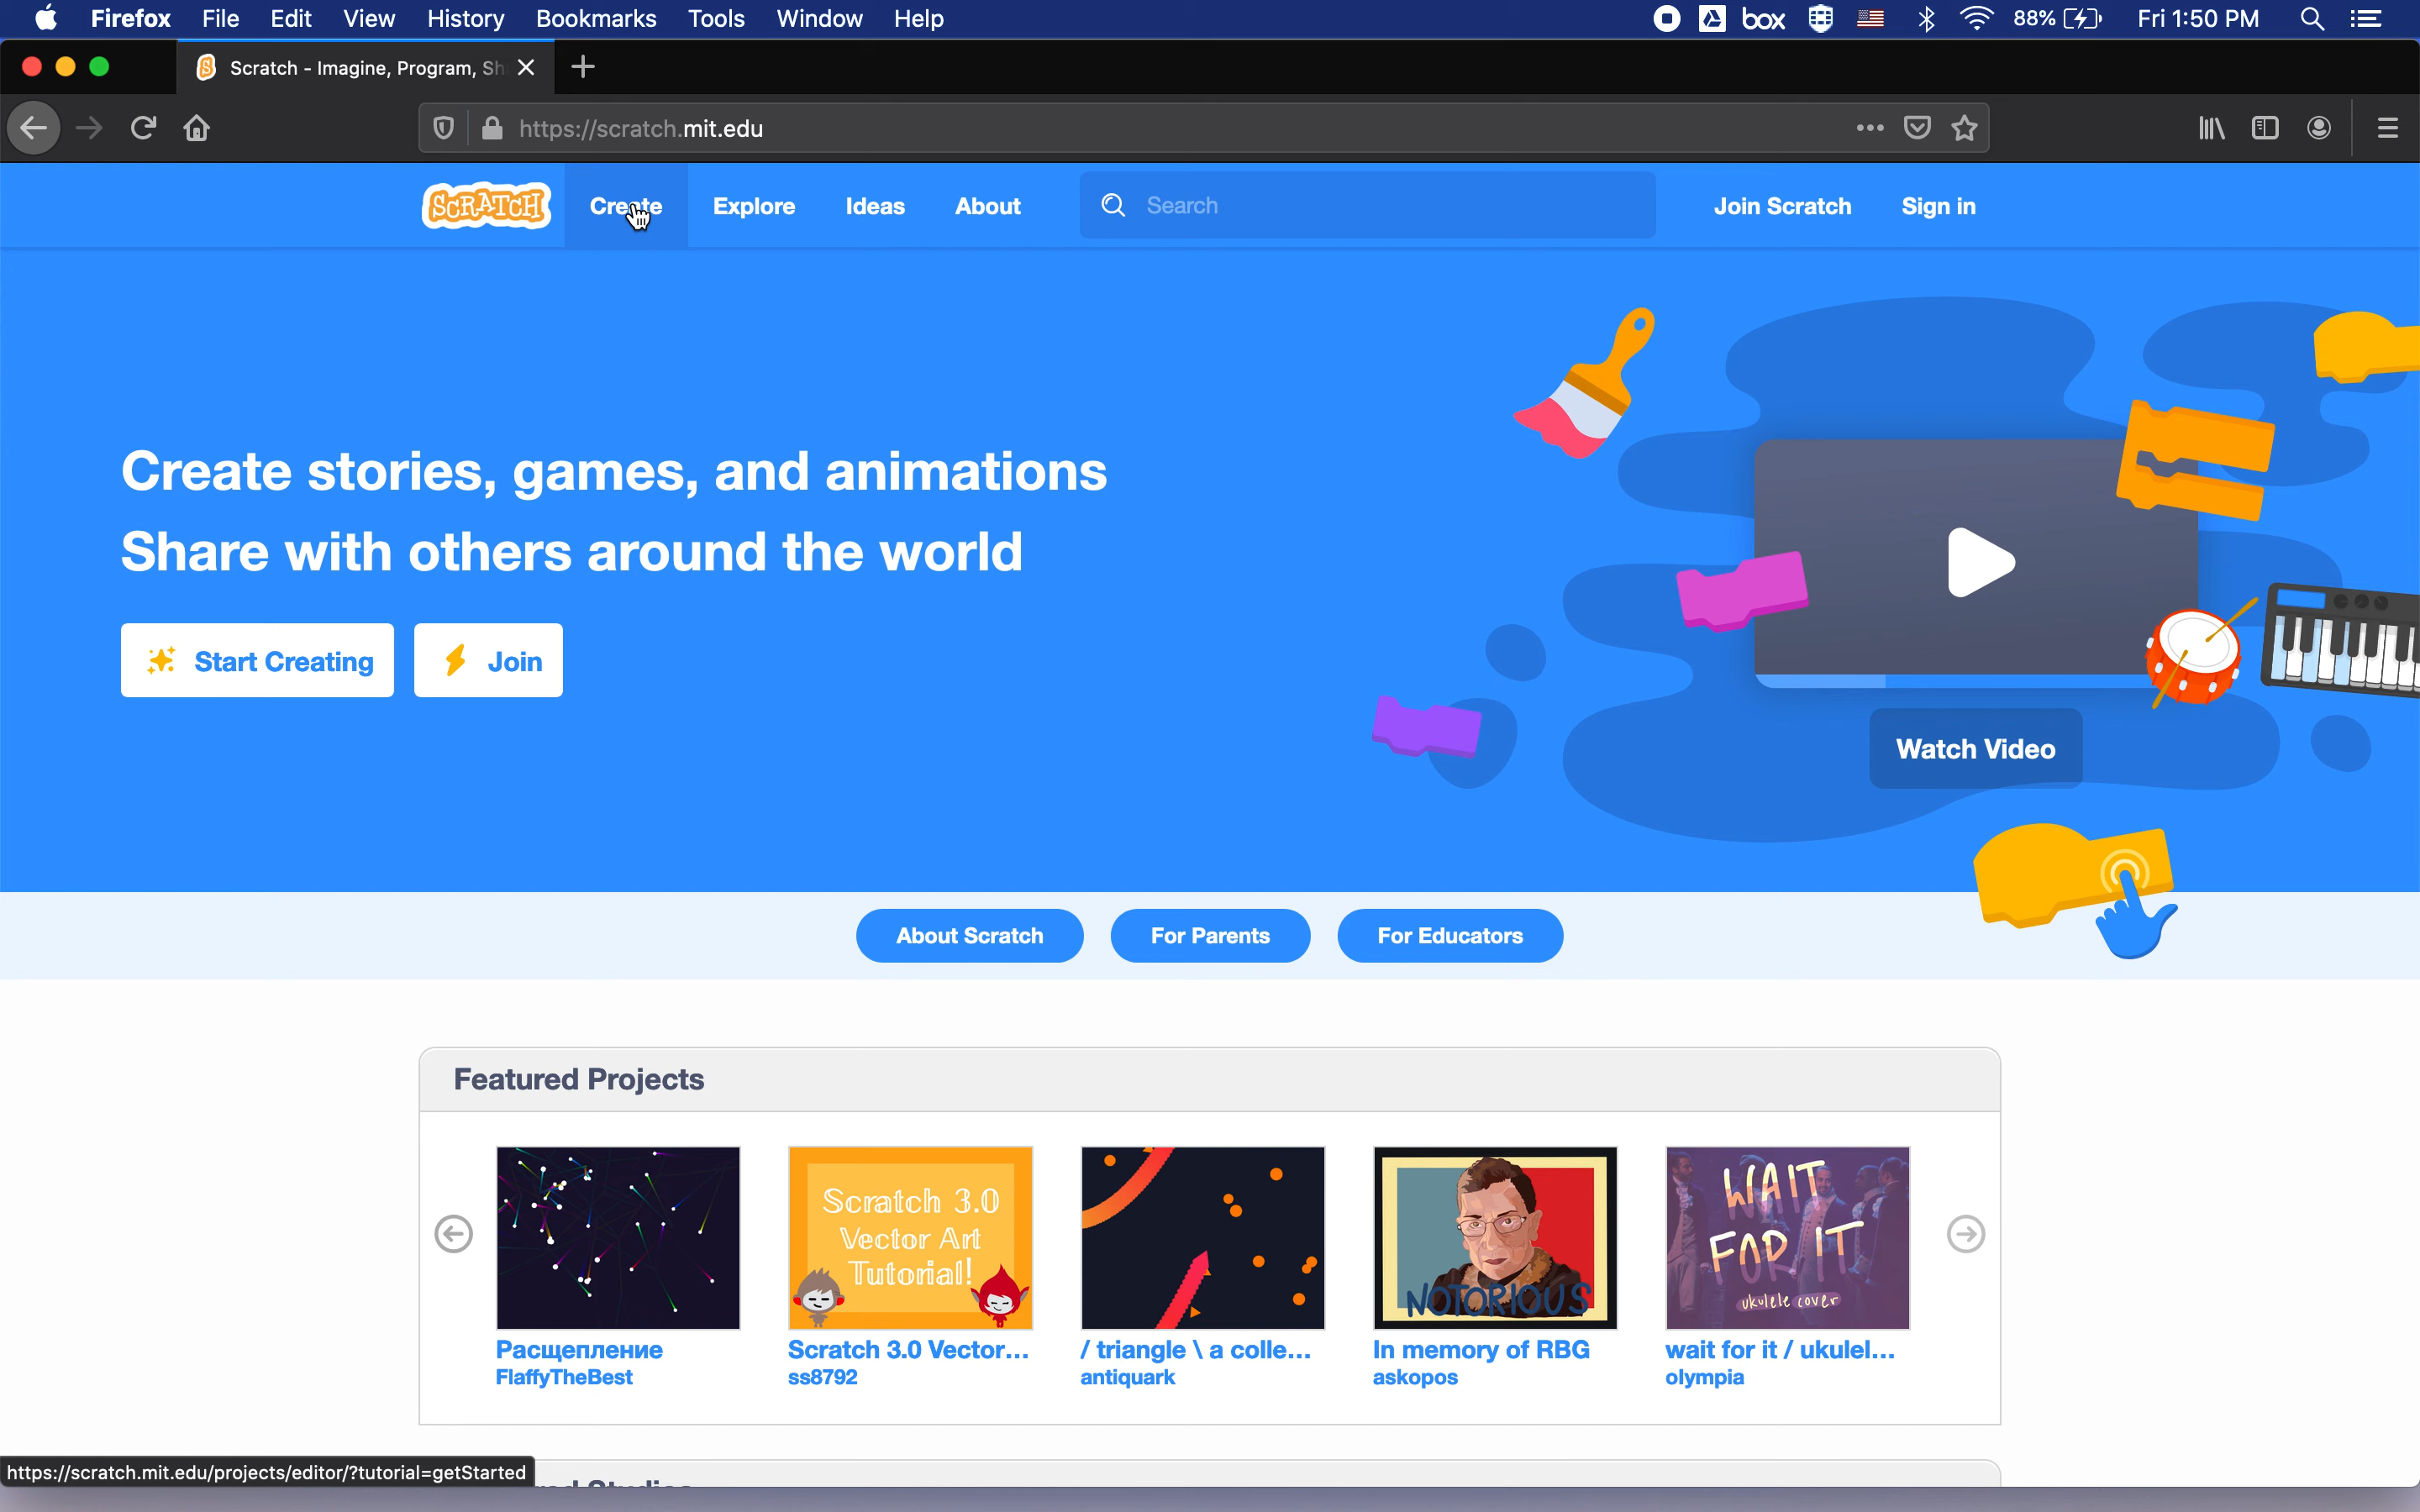 Firefox File Edit View History Bookmarks Tools Window Help box 88% Fri 1:50 PM
Scratch - Imagine, Program, Sh
https://scratch.mit.edu
SCRATCH Create Explore Ideas About Search Join Scratch Sign in
Create stories, games, and animations
Share with others around the world
Start Creating Join
Watch Video
About Scratch For Parents For Educators
Featured Projects
Scratch 3.0
Vector Art
Tutorial!
NOTORIOUS
WAIT
FOR IT
ukulele cover
Расщепление
FlaffyTheBest
Scratch 3.0 Vector...
ss8792
/ triangle \ a colle...
antiquark
In memory of RBG
askopos
wait for it / ukulel...
olympia
https://scratch.mit.edu/projects/editor/?tutorial=getStarted